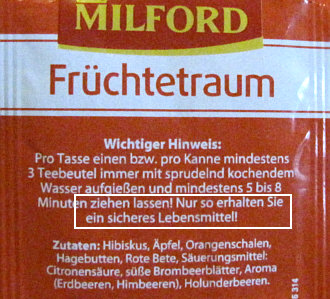 MILFORD
Früchtetraum
Wichtiger Hinweis:
Pro Tasse einen bzw. pro Kanne mindestens
3 Teebeutel immer mit sprudelnd kochendem
Wasser aufgießen und mindestens 5 bis 8
Minuten ziehen lassen! Nur so erhalten Sie
ein sicheres Lebensmittel!
Zutaten: Hibiskus, Äpfel, Orangenschalen,
Hagebutten, Rote Bete, Säuerungsmittel:
Citronensäure, süße Brombeerblätter, Aroma
(Erdbeeren, Himbeeren), Holunderbeeren.